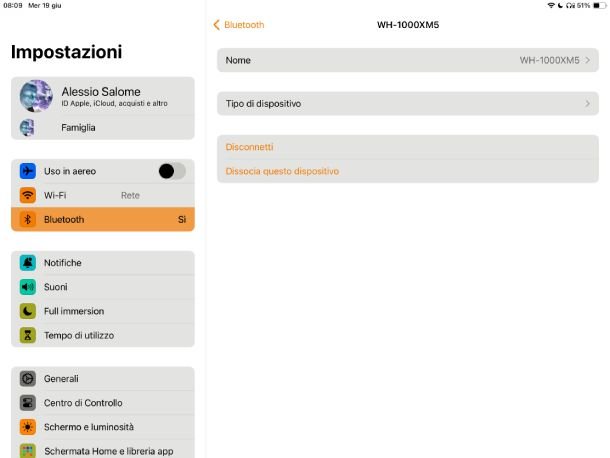 08:09 Mer 19 giu
51%
Impostazioni
Alessio Salome
ID Apple, iCloud, acquisti e altro
Famiglia
Uso in aereo
Wi-Fi Rete
Bluetooth Sì
Notifiche
Suoni
Full immersion
Tempo di utilizzo
Generali
Centro di Controllo
Schermo e luminosità
Schermata Home e libreria app
Bluetooth
WH-1000XM5
Nome WH-1000XM5
Tipo di dispositivo
Disconnetti
Dissocia questo dispositivo